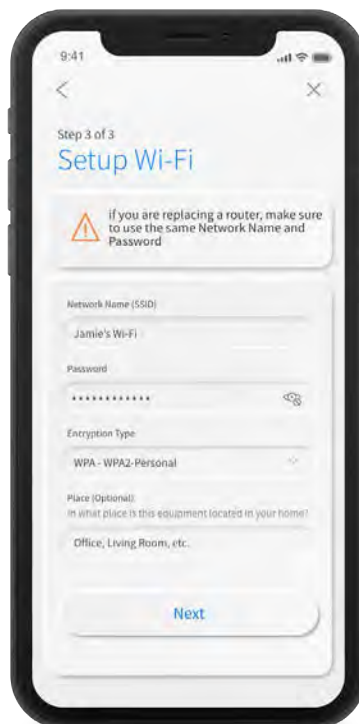 9:41
Step 3 of 3
Setup Wi-Fi
if you are replacing a router, make sure
to use the same Network Name and
Password
Network Name (SSID)
Jamie's Wi-Fi
Password
************
Encryption Type
WPA - WPA2-Personal
Place (Optional)
In what place is this equipment located in your home?
Office, Living Room, etc.
Next